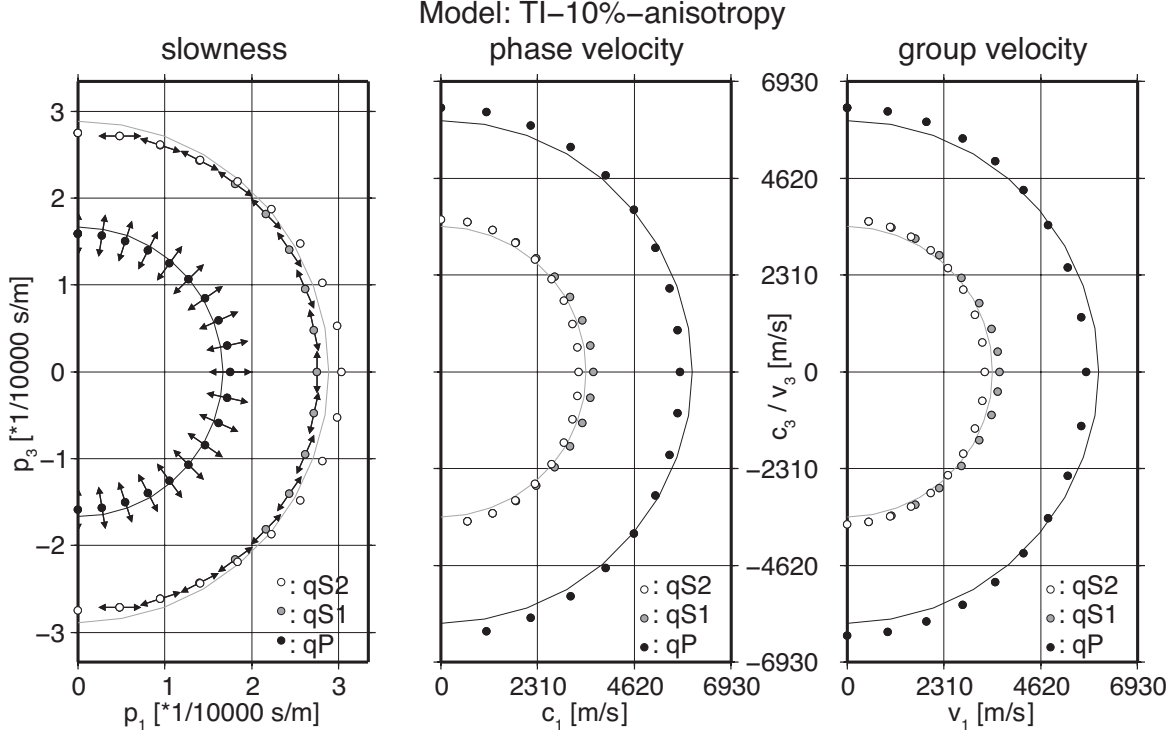 Model: TI−10%−anisotropy
slowness
phase velocity
group velocity
3
2
1
0
−1
−2
−3
p3 [*1/10000 s/m]
0 1 2 3
p1 [*1/10000 s/m]
: qS2
: qS1
: qP
6930
4620
2310
0
−2310
−4620
−6930
c3 / v3 [m/s]
0 2310 4620 6930
c1 [m/s]
: qS2
: qS1
: qP
0 2310 4620 6930
v1 [m/s]
: qS2
: qS1
: qP